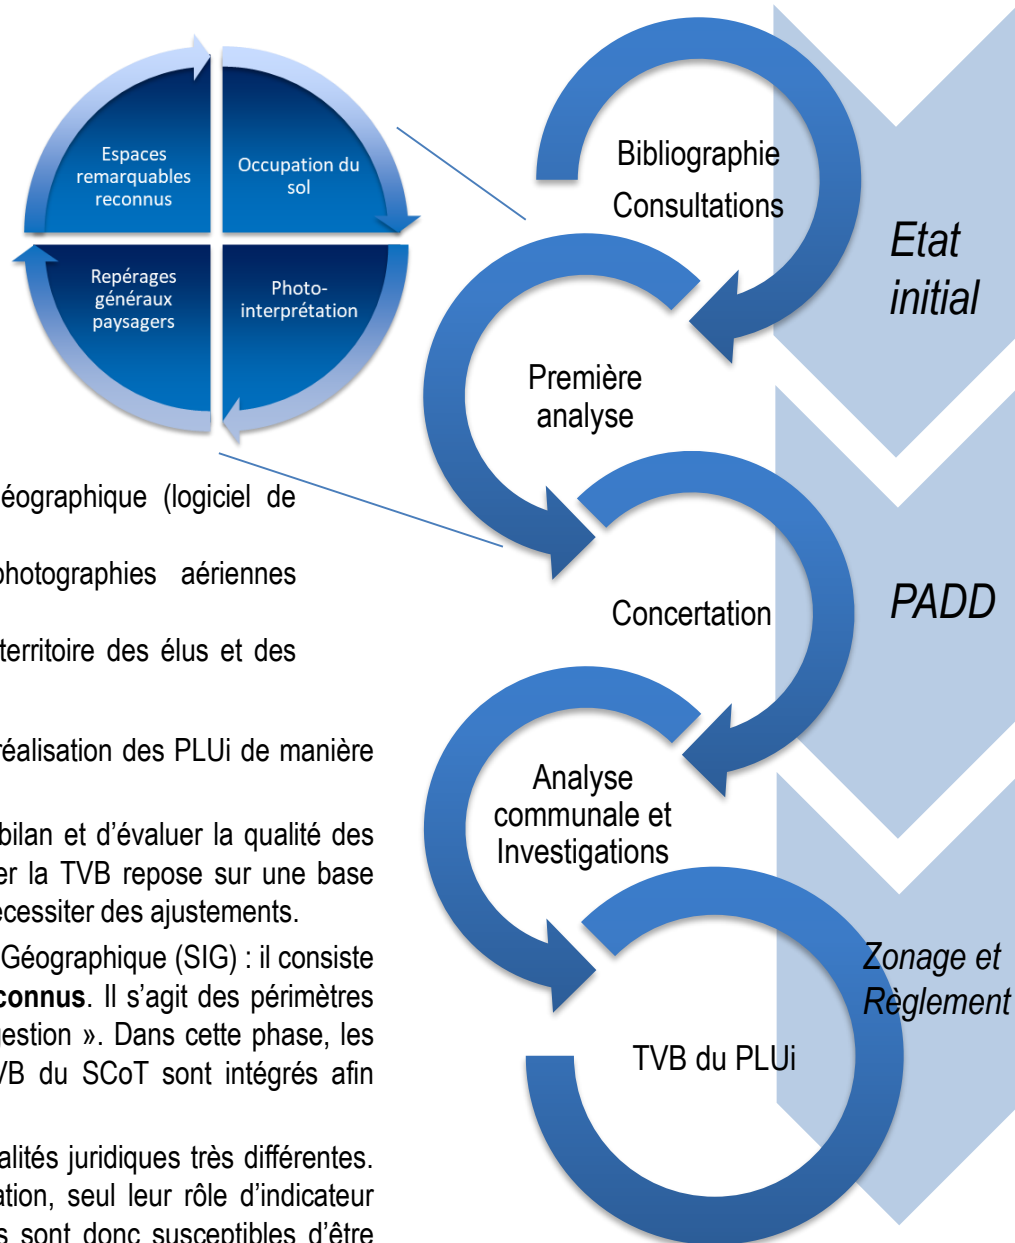 Espaces
remarquables
reconnus
Occupation du
sol
Repérages
généraux
paysagers
Photo-
interprétation
Bibliographie
Consultations
Etat
initial
Première
analyse
Concertation
PADD
Analyse
communale et
Investigations
Zonage et
Règlement
TVB du PLUi
éographique (logiciel de
photographies aériennes
territoire des élus et des
réalisation des PLUi de manière
bilan et d’évaluer la qualité des
er la TVB repose sur une base
écessiter des ajustements.
Géographique (SIG) : il consiste
connus. Il s’agit des périmètres
gestion ». Dans cette phase, les
VB du SCoT sont intégrés afin
alités juridiques très différentes.
ation, seul leur rôle d’indicateur
s sont donc susceptibles d’être